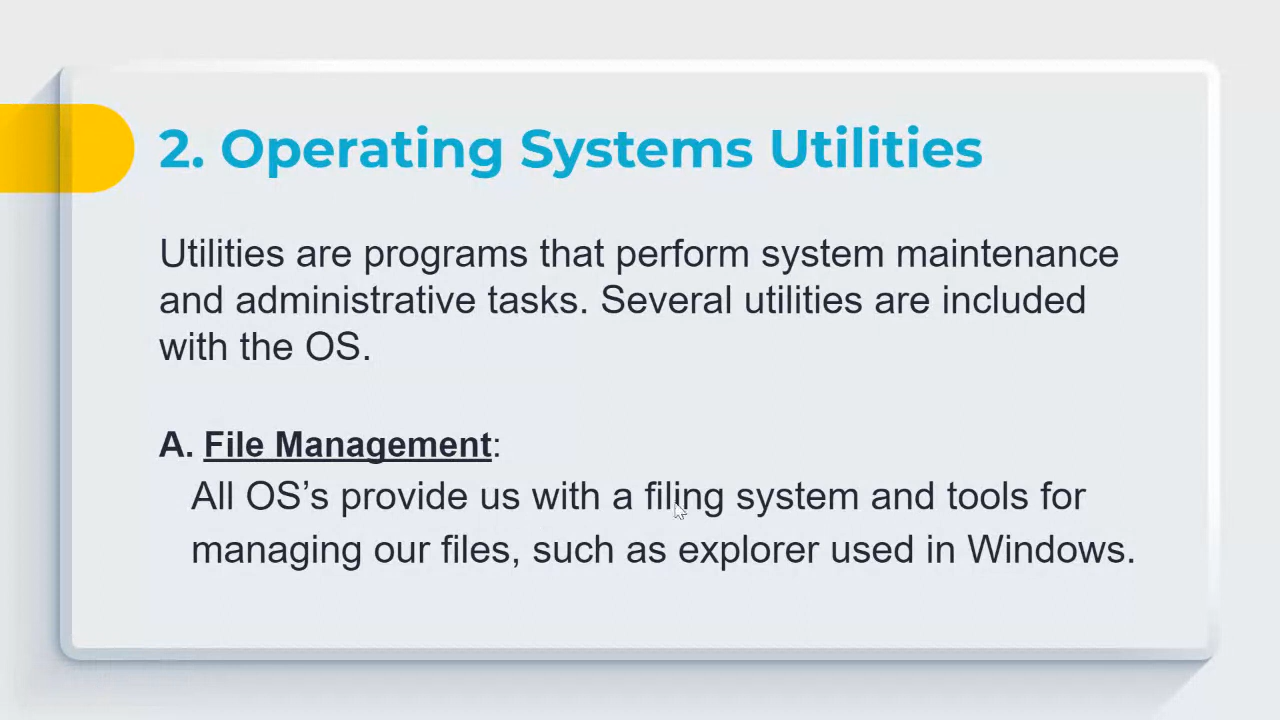 2. Operating Systems Utilities
Utilities are programs that perform system maintenance
and administrative tasks. Several utilities are included
with the OS.
A. File Management:
All OS’s provide us with a filing system and tools for
managing our files, such as explorer used in Windows.